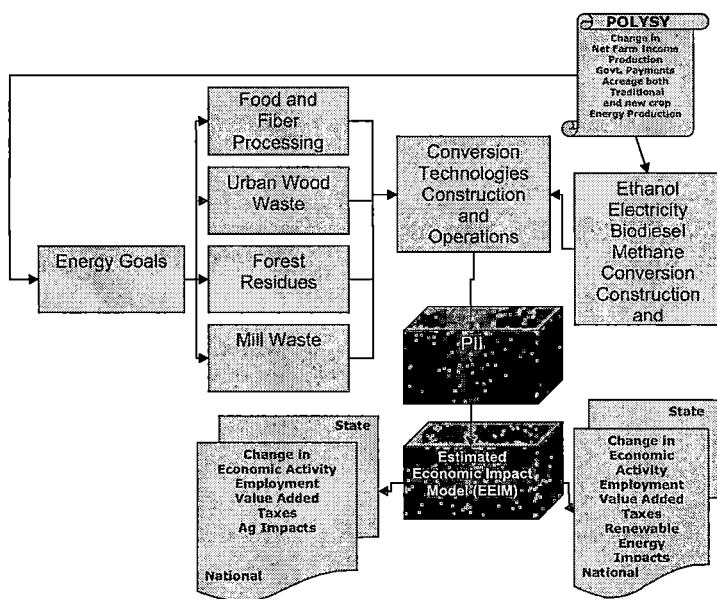 POLYSY
Change in
Net Farm Income
Production
Govt. Payments
Acreage both
Traditional
and new crop
Energy Production
Food and
Fiber
Processing
Urban Wood
Waste
Energy Goals
Forest
Residues
Mill Waste
Conversion
Technologies
Construction
and
Operations
Ethanol
Electricity
Biodiesel
Methane
Conversion
Construction
and
PII
Estimated
Economic Impact
Model (EEIM)
State
Change in
Economic Activity
Employment
Value Added
Taxes
Ag Impacts
National
State
Change in
Economic
Activity
Employment
Value Added
Taxes
Renewable
Energy
Impacts
National